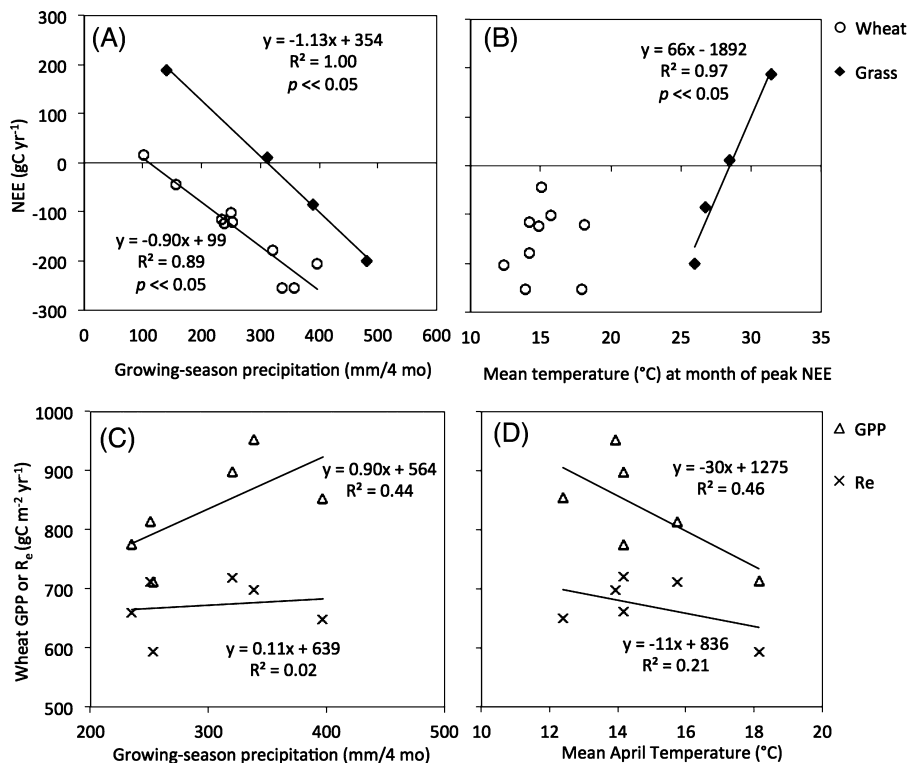 (A)
y = -1.13x + 354
R² = 1.00
p << 0.05
y = -0.90x + 99
R² = 0.89
p << 0.05
NEE (gC yr⁻¹)
300
200
100
0
-100
-200
-300
0 100 200 300 400 500 600
Growing-season precipitation (mm/4 mo)
(B)
y = 66x - 1892
R² = 0.97
p << 0.05
10 15 20 25 30 35
Mean temperature (°C) at month of peak NEE
Wheat
Grass
(C)
y = 0.90x + 564
R² = 0.44
y = 0.11x + 639
R² = 0.02
Wheat GPP or Rₑ (gC m⁻² yr⁻¹)
1000
900
800
700
600
500
200 300 400 500
Growing-season precipitation (mm/4 mo)
(D)
y = -30x + 1275
R² = 0.46
y = -11x + 836
R² = 0.21
10 12 14 16 18 20
Mean April Temperature (°C)
GPP
Re